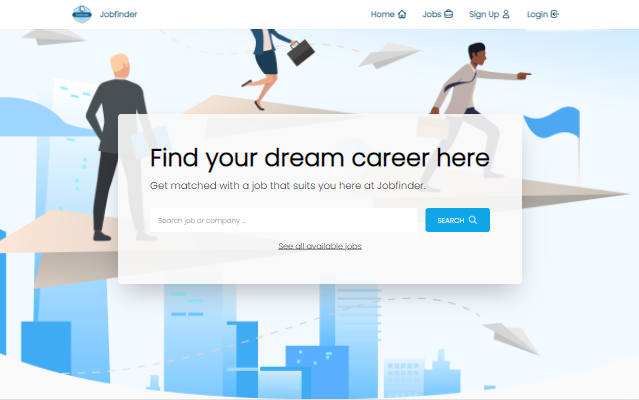 Jobfinder
Home
Jobs
Sign Up
Login
Find your dream career here
Get matched with a job that suits you here at Jobfinder.
Search job or company ...
SEARCH
See all available jobs